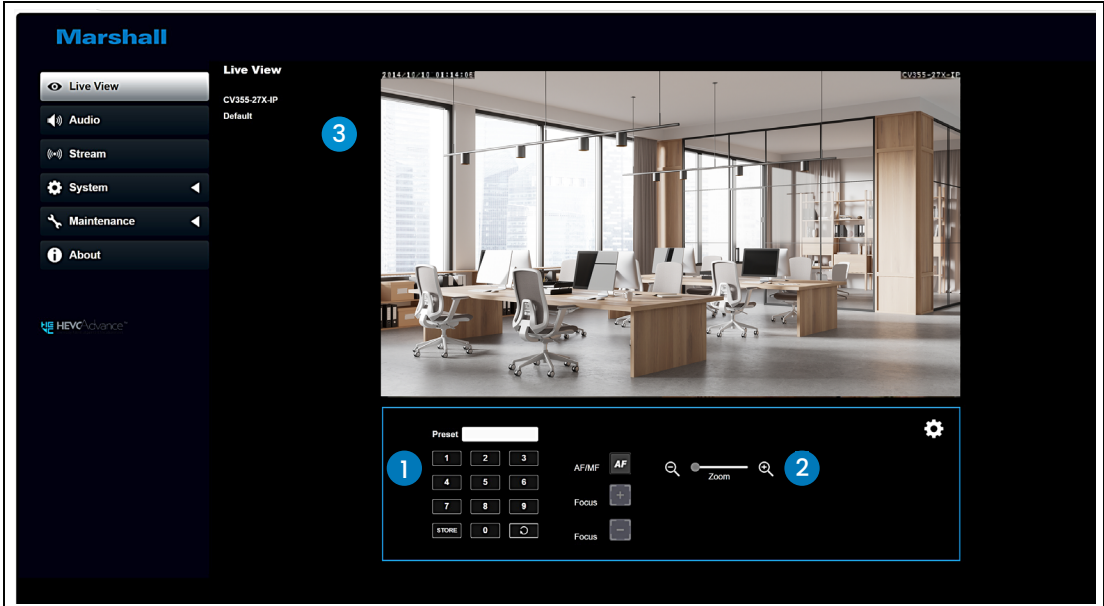 Marshall
Live View
Audio
Stream
System
Maintenance
About
HEVC Advance™
Live View
CV355-27X-IP
Default
3
2014/10/10 01:14:06
CV355-27X-IP
1
Preset
1 2 3
4 5 6
7 8 9
STORE 0
AF/MF AF
Focus +
Focus −
Zoom
2